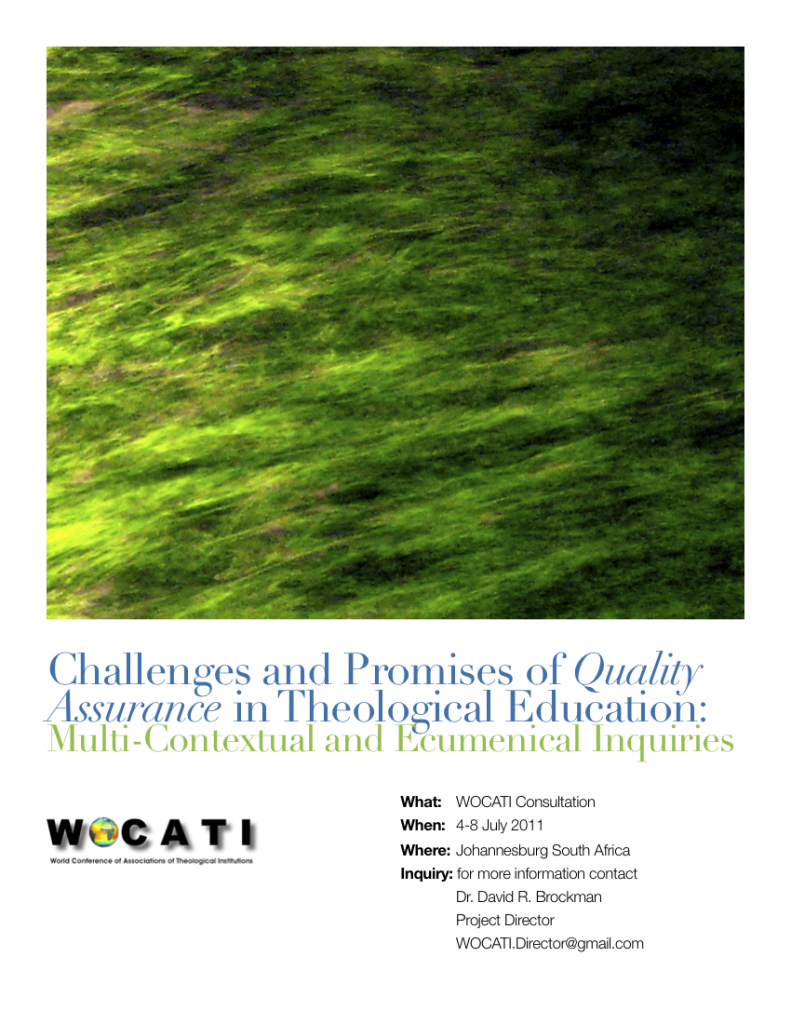 Challenges and Promises of Quality
Assurance in Theological Education:
Multi-Contextual and Ecumenical Inquiries
WOCATI
World Conference of Associations of Theological Institutions
What: WOCATI Consultation
When: 4-8 July 2011
Where: Johannesburg South Africa
Inquiry: for more information contact
Dr. David R. Brockman
Project Director
WOCATI.Director@gmail.com